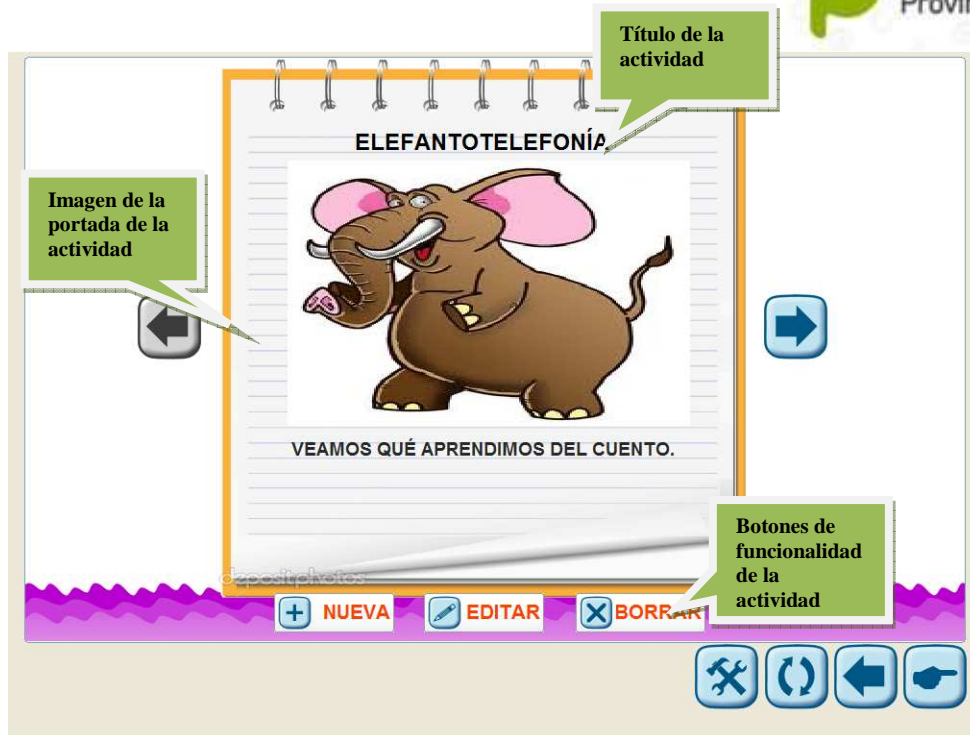 Título de la
actividad
ELEFANTOTELEFONÍA
Imagen de la
portada de la
actividad
VEAMOS QUÉ APRENDIMOS DEL CUENTO.
Botones de
funcionalidad
de la
actividad
depositphotos
NUEVA
EDITAR
BORRAR